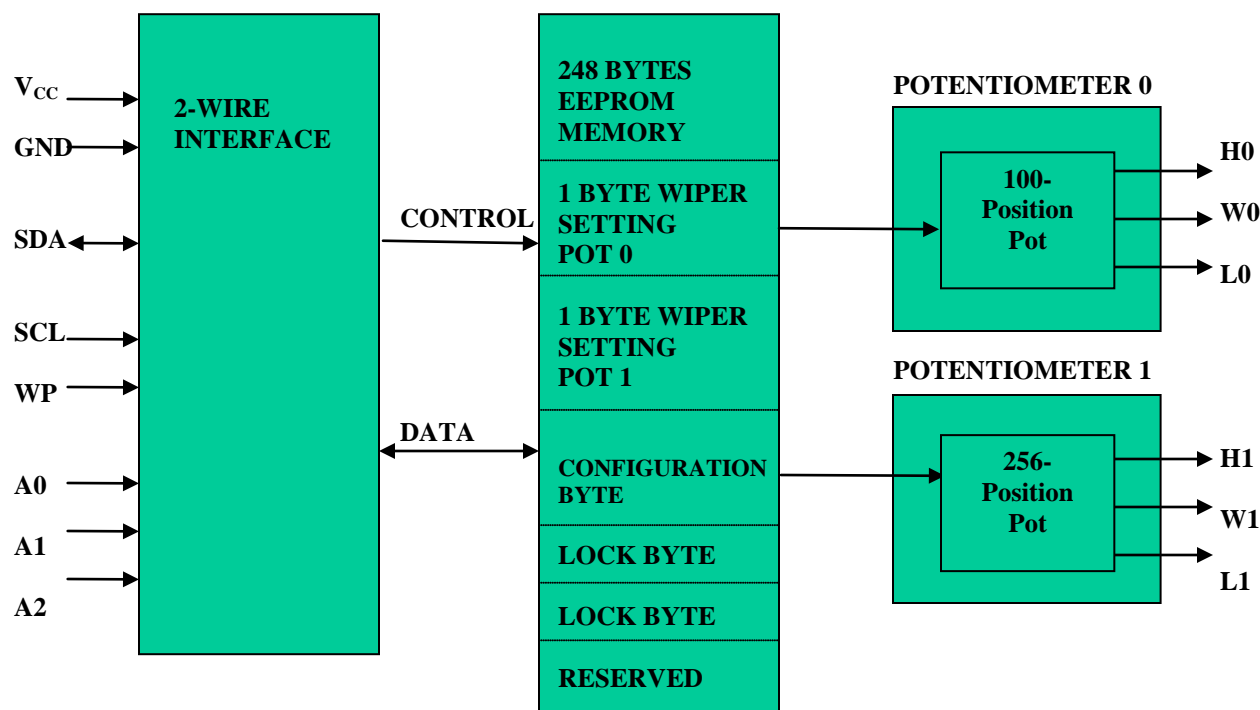 V_CC
GND
SDA
SCL
WP
A0
A1
A2
2-WIRE
INTERFACE
CONTROL
DATA
248 BYTES
EEPROM
MEMORY
1 BYTE WIPER
SETTING
POT 0
1 BYTE WIPER
SETTING
POT 1
CONFIGURATION
BYTE
LOCK BYTE
LOCK BYTE
RESERVED
POTENTIOMETER 0
100-
Position
Pot
H0
W0
L0
POTENTIOMETER 1
256-
Position
Pot
H1
W1
L1